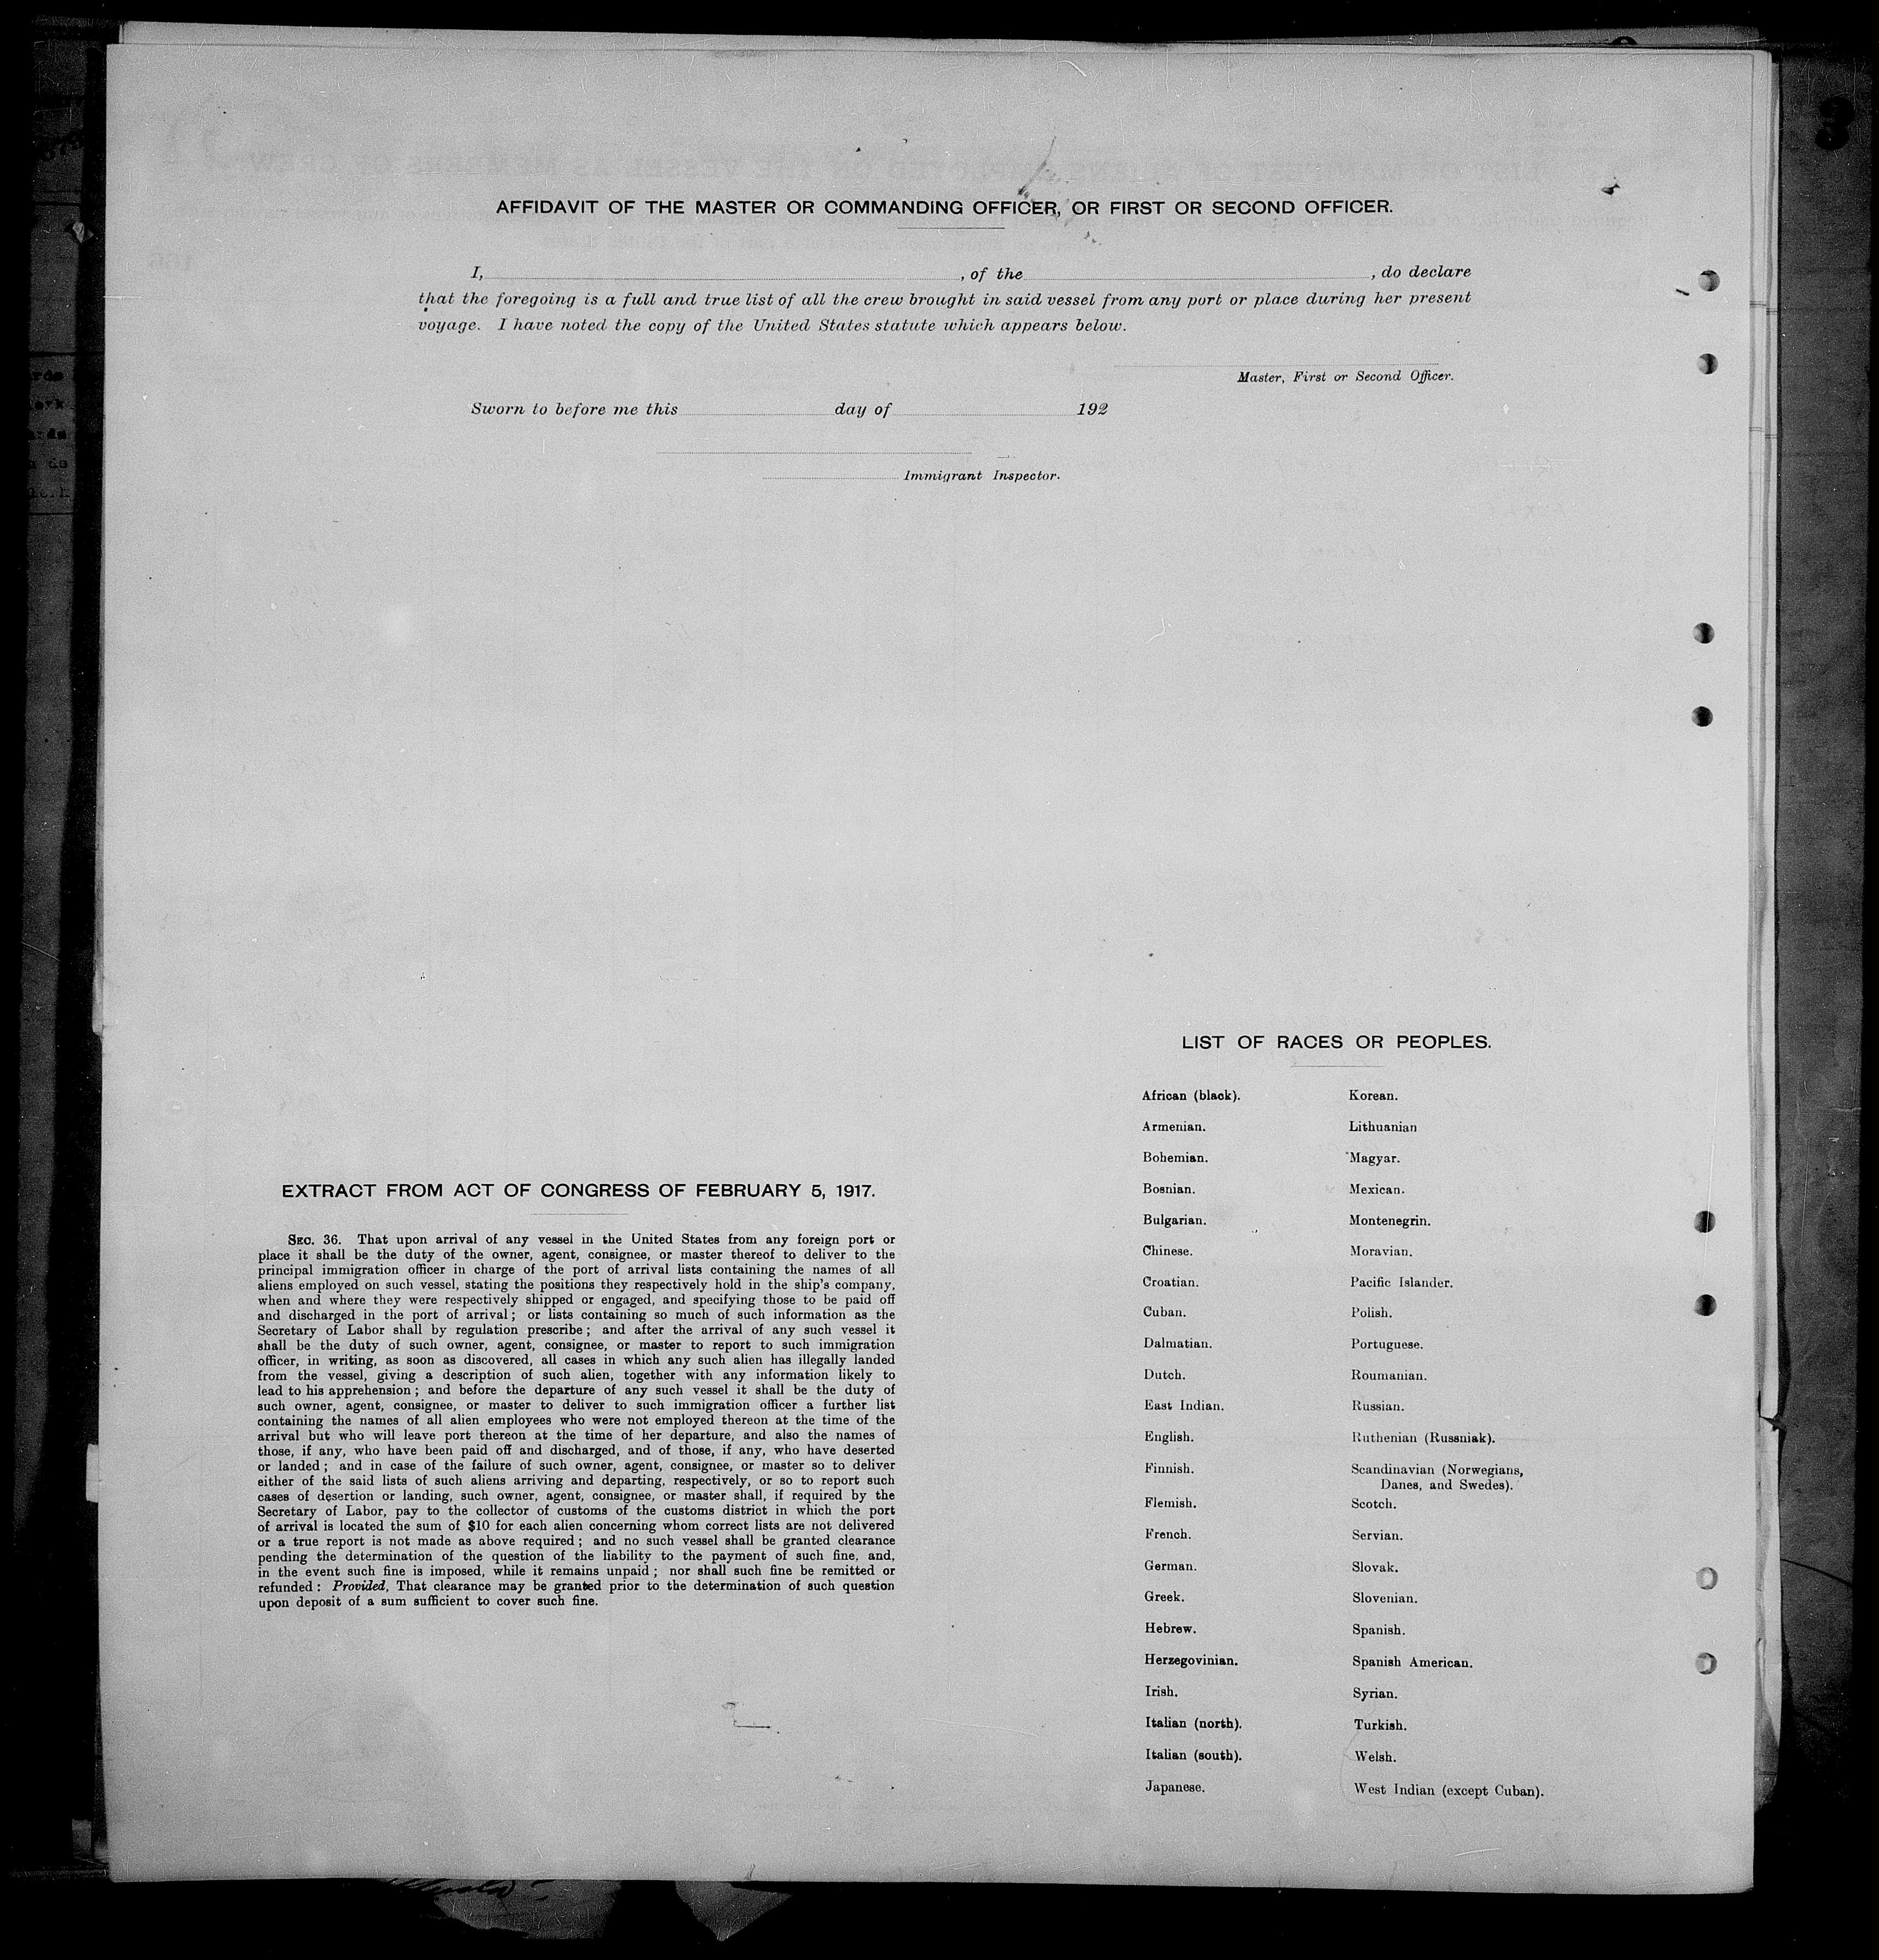 AFFIDAVIT OF THE MASTER OR COMMANDING OFFICER, OR FIRST OR SECOND OFFICER.
I, , of the , do declare
that the foregoing is a full and true list of all the crew brought in said vessel from any port or place during her present
voyage. I have noted the copy of the United States statute which appears below.
Master, First or Second Officer.
Sworn to before me this day of 192
Immigrant Inspector.
EXTRACT FROM ACT OF CONGRESS OF FEBRUARY 5, 1917.
SEC. 36. That upon arrival of any vessel in the United States from any foreign port or
place it shall be the duty of the owner, agent, consignee, or master thereof to deliver to the
principal immigration officer in charge of the port of arrival lists containing the names of all
aliens employed on such vessel, stating the positions they respectively hold in the ship's company,
when and where they were respectively shipped or engaged, and specifying those to be paid off
and discharged in the port of arrival; or lists containing so much of such information as the
Secretary of Labor shall by regulation prescribe; and after the arrival of any such vessel it
shall be the duty of such owner, agent, consignee, or master to report to such immigration
officer, in writing, as soon as discovered, all cases in which any such alien has illegally landed
from the vessel, giving a description of such alien, together with any information likely to
lead to his apprehension; and before the departure of any such vessel it shall be the duty of
such owner, agent, consignee, or master to deliver to such immigration officer a further list
containing the names of all alien employees who were not employed thereon at the time of the
arrival but who will leave port thereon at the time of her departure, and also the names of
those, if any, who have been paid off and discharged, and of those, if any, who have deserted
or landed; and in case of the failure of such owner, agent, consignee, or master so to deliver
either of the said lists of such aliens arriving and departing, respectively, or so to report such
cases of desertion or landing, such owner, agent, consignee, or master shall, if required by the
Secretary of Labor, pay to the collector of customs of the customs district in which the port
of arrival is located the sum of $10 for each alien concerning whom correct lists are not delivered
or a true report is not made as above required; and no such vessel shall be granted clearance
pending the determination of the question of the liability to the payment of such fine, and,
in the event such fine is imposed, while it remains unpaid; nor shall such fine be remitted or
refunded: Provided, That clearance may be granted prior to the determination of such question
upon deposit of a sum sufficient to cover such fine.
LIST OF RACES OR PEOPLES.
African (black).
Armenian.
Bohemian.
Bosnian.
Bulgarian.
Chinese.
Croatian.
Cuban.
Dalmatian.
Dutch.
East Indian.
English.
Finnish.
Flemish.
French.
German.
Greek.
Hebrew.
Herzegovinian.
Irish.
Italian (north).
Italian (south).
Japanese.
Korean.
Lithuanian
Magyar.
Mexican.
Montenegrin.
Moravian.
Pacific Islander.
Polish.
Portuguese.
Roumanian.
Russian.
Ruthenian (Russniak).
Scandinavian (Norwegians,
Danes, and Swedes).
Scotch.
Servian.
Slovak.
Slovenian.
Spanish.
Spanish American.
Syrian.
Turkish.
Welsh.
West Indian (except Cuban).
3